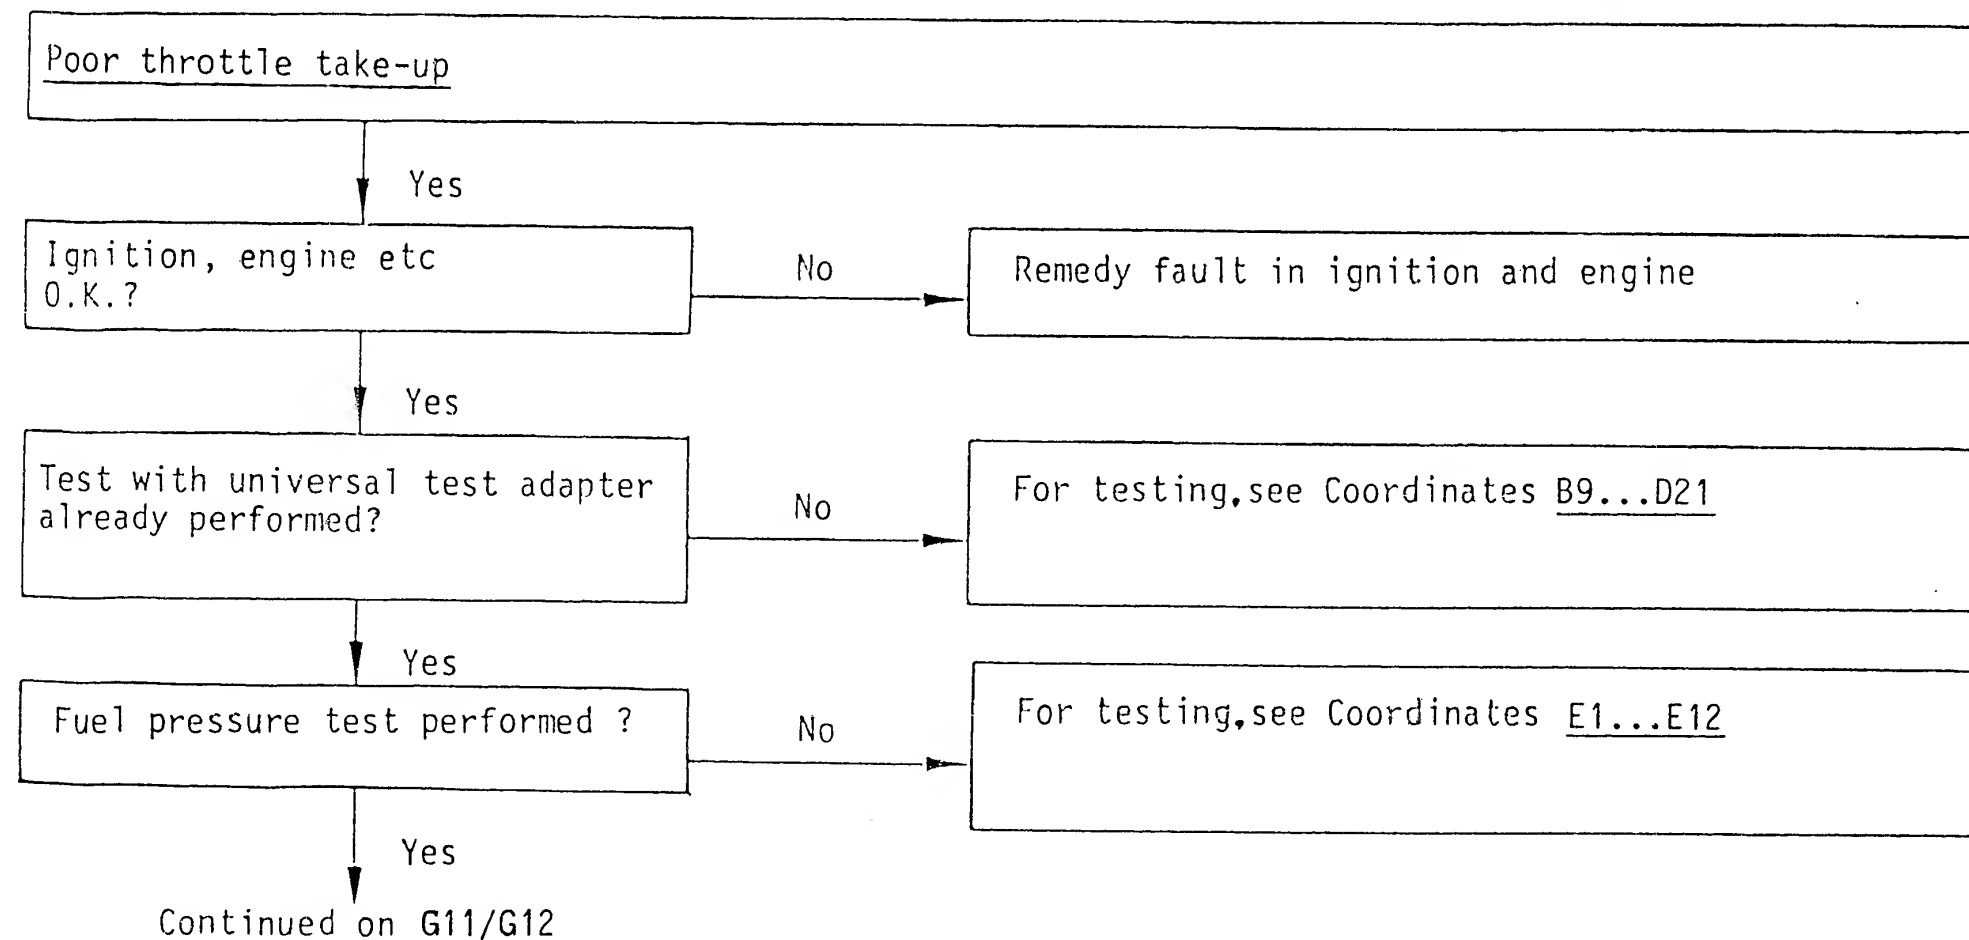 Poor throttle take-up
Yes
Ignition, engine etc
O.K.?
No
Remedy fault in ignition and engine
Yes
Test with universal test adapter
already performed?
No
For testing,see Coordinates B9...D21
Yes
Fuel pressure test performed ?
No
For testing,see Coordinates E1...E12
Yes
Continued on G11/G12